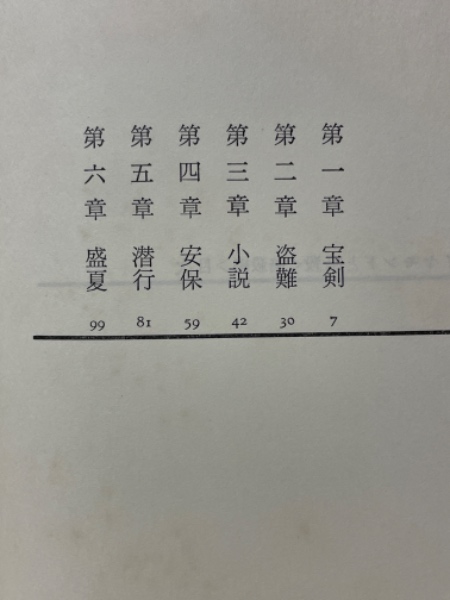 第一章 宝剣 7
第二章 盗難 30
第三章 小説 42
第四章 安保 59
第五章 潜行 81
第六章 盛夏 99